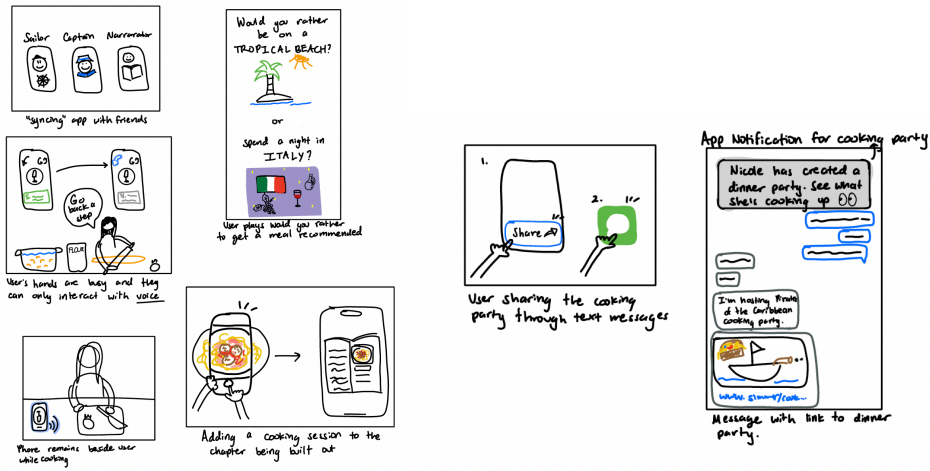 Sailor
Captain
Narrarator
"syncing" app with friends
Would you rather
be on a
TROPICAL BEACH?
or
spend a night in
ITALY?
User plays would you rather
to get a meal recommended
Go
back a
step
FLOUR
User's hands are busy and they
can only interact with voice
Phone remains beside user
while cooking
Adding a cooking session to the
chapter being built out
1.
Share
2.
User sharing the cooking
party through text messages
App Notification for cooking party
Nicole has created a
dinner party. See what
she's cooking up
I'm hosting Pirate
of the Caribbean
cooking party.
Message with link to dinner
party.